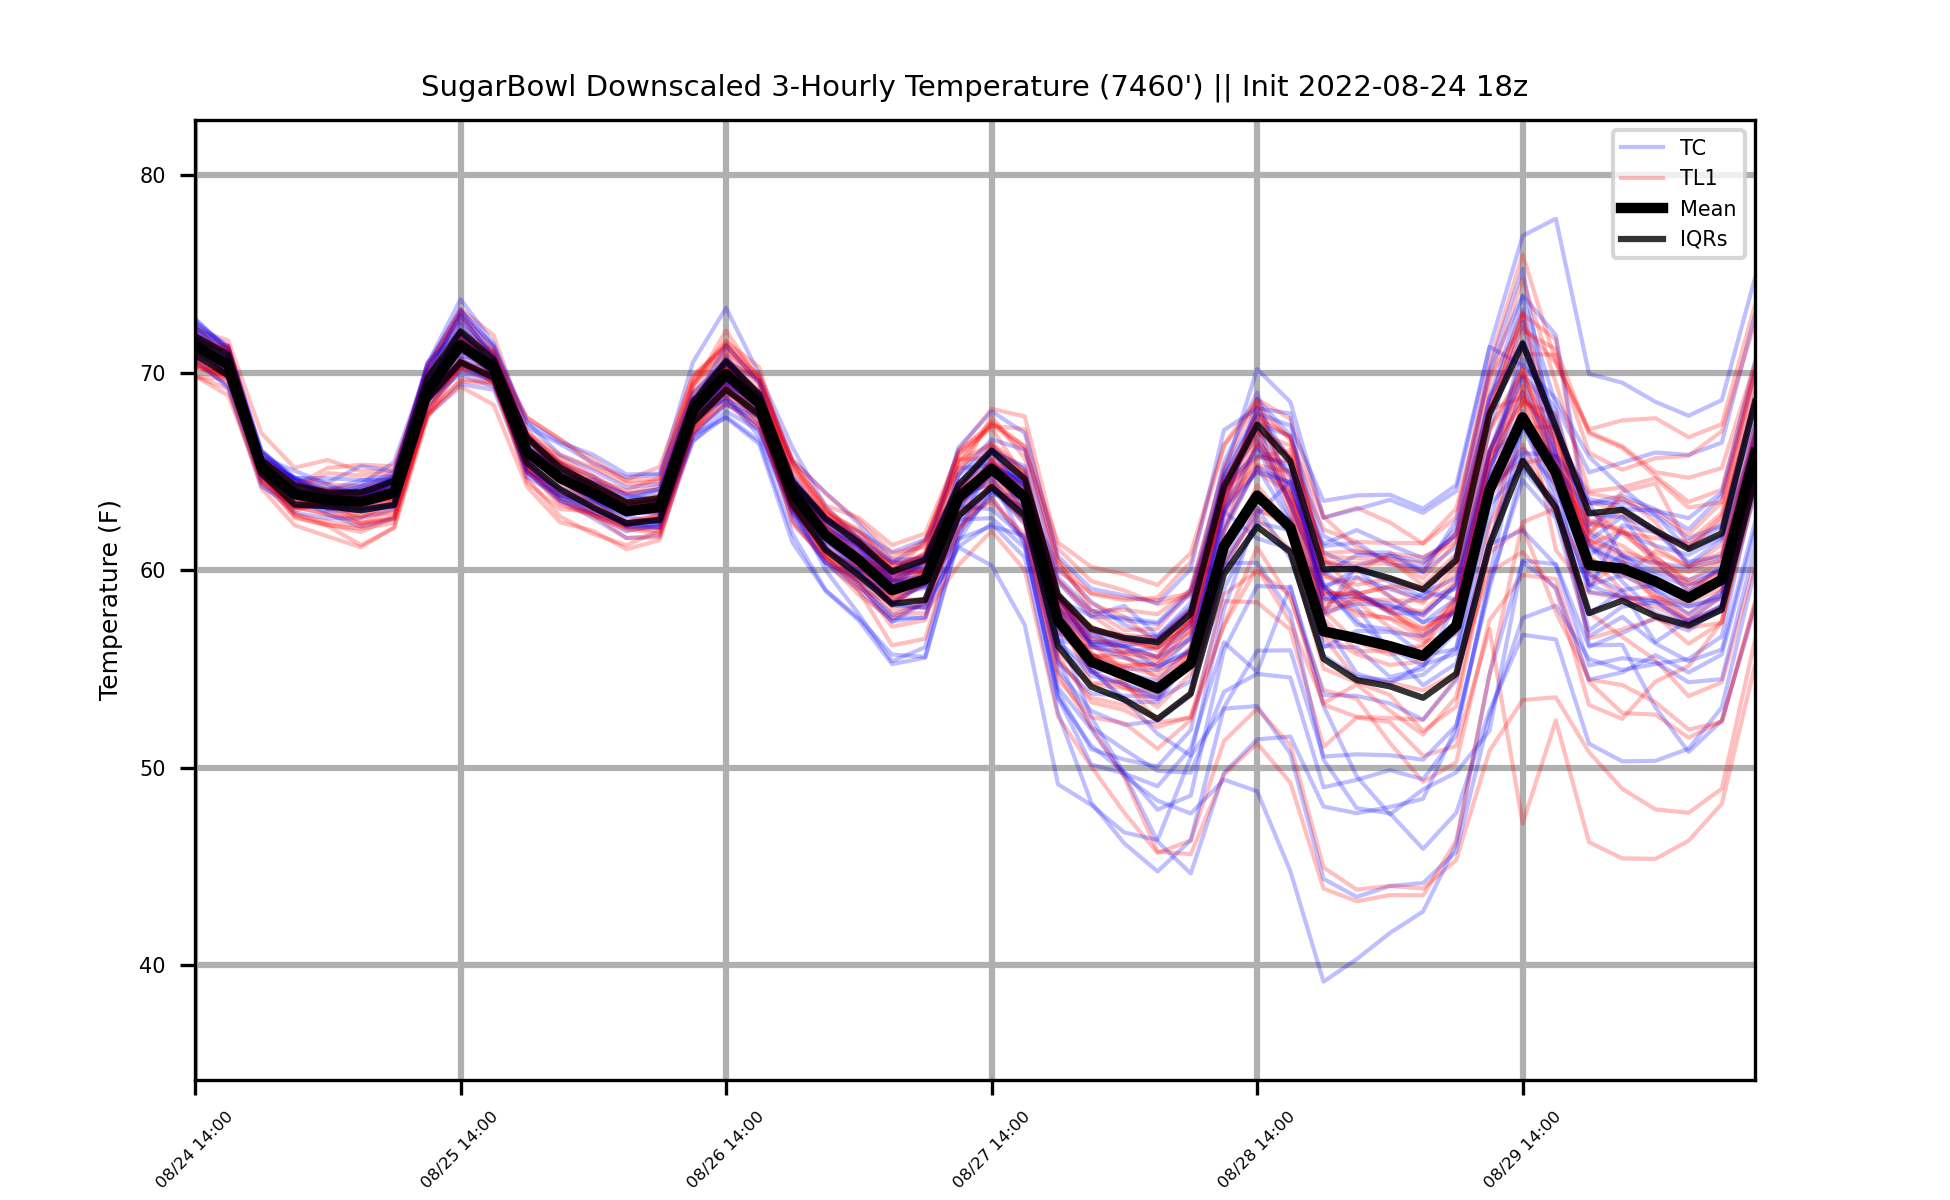 SugarBowl Downscaled 3-Hourly Temperature (7460') || Init 2022-08-24 18z
TC
TL1
Mean
IQRs
Temperature (F)
80
70
60
50
40
08/24 14:00
08/25 14:00
08/26 14:00
08/27 14:00
08/28 14:00
08/29 14:00